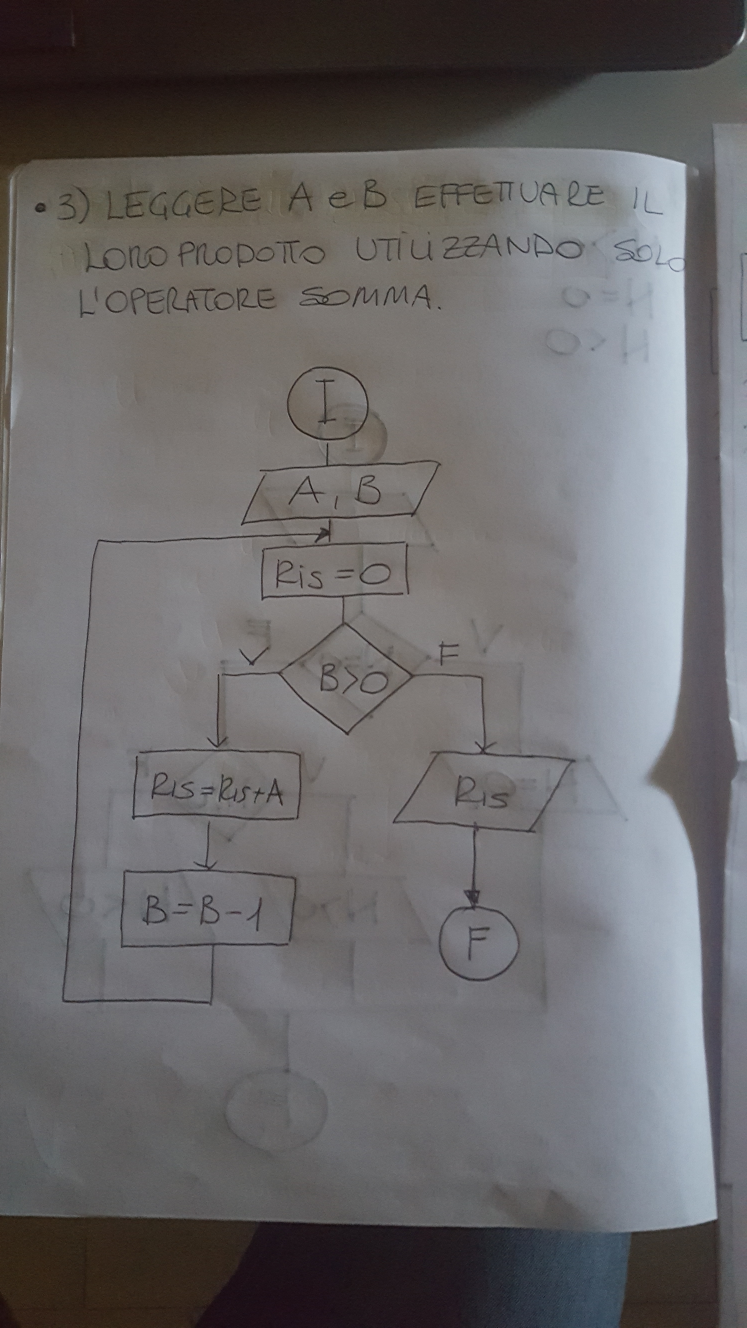 • 3) LEGGERE A e B EFFETTUARE IL
LORO PRODOTTO UTILIZZANDO SOLO
L'OPERATORE SOMMA.
I
A, B
Ris = 0
B>0
V
F
Ris=Ris+A
Ris
B=B-1
F